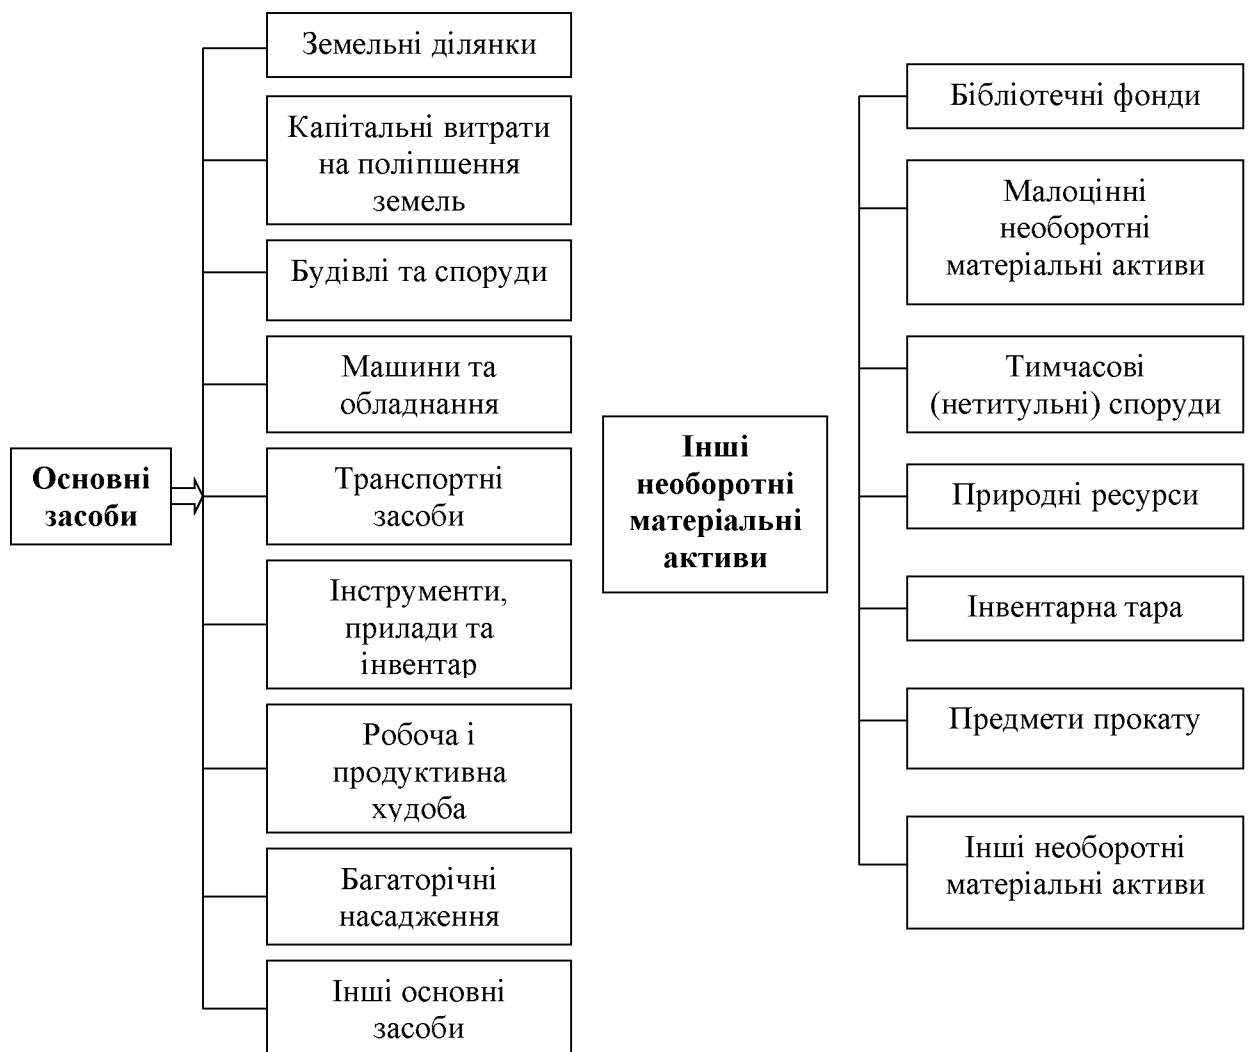 Основні
засоби
Земельні ділянки
Капітальні витрати
на поліпшення
земель
Будівлі та споруди
Машини та
обладнання
Транспортні
засоби
Інструменти,
прилади та
інвентар
Робоча і
продуктивна
худоба
Багаторічні
насадження
Інші основні
засоби
Інші
необоротні
матеріальні
активи
Бібліотечні фонди
Малоцінні
необоротні
матеріальні активи
Тимчасові
(нетитульні) споруди
Природні ресурси
Інвентарна тара
Предмети прокату
Інші необоротні
матеріальні активи